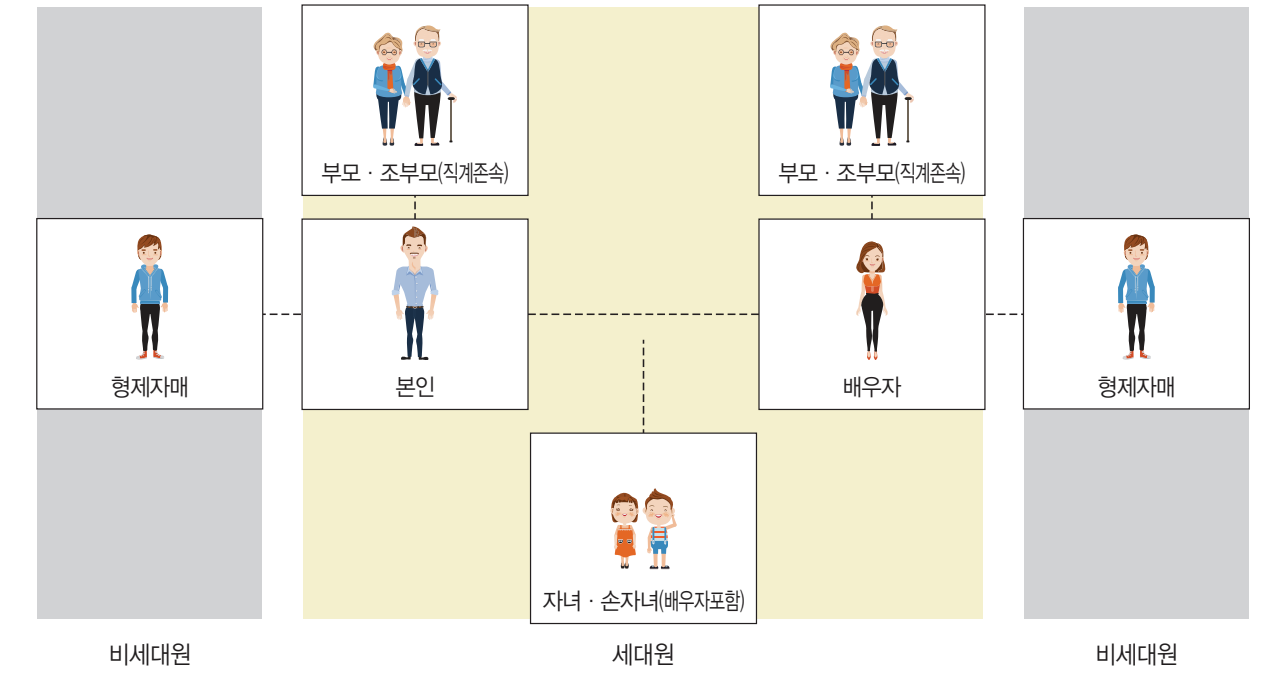 부모 · 조부모(직계존속)
부모 · 조부모(직계존속)
형제자매
본인
배우자
형제자매
자녀 · 손자녀(배우자포함)
비세대원
세대원
비세대원